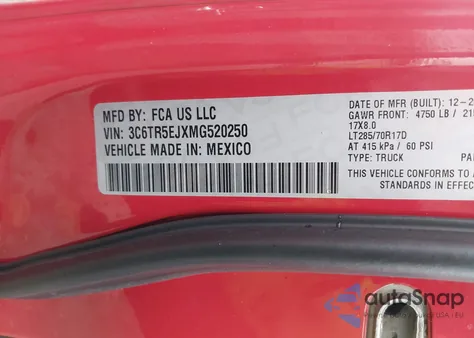 MFD BY: FCA US LLC
VIN: 3C6TR5EJXMG520250
VEHICLE MADE IN: MEXICO
DATE OF MFR (BUILT): 12-2
GAWR FRONT: 4750 LB / 21
17X8.0
LT285/70R17D
AT 415 kPa / 60 PSI
TYPE: TRUCK PA
THIS VEHICLE CONFORMS TO
STANDARDS IN EFFEC
autoSnap